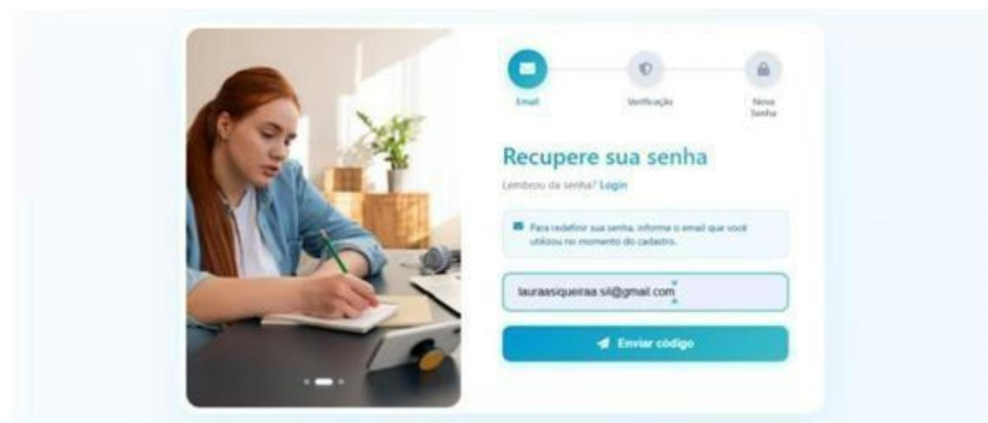 Email
Verificação
Nova
Senha
Recupere sua senha
Lembrou da senha? Login
Para redefinir sua senha, informe o email que você
utilizou no momento do cadastro.
lauraasiqueiraa.sil@gmail.com
Enviar código